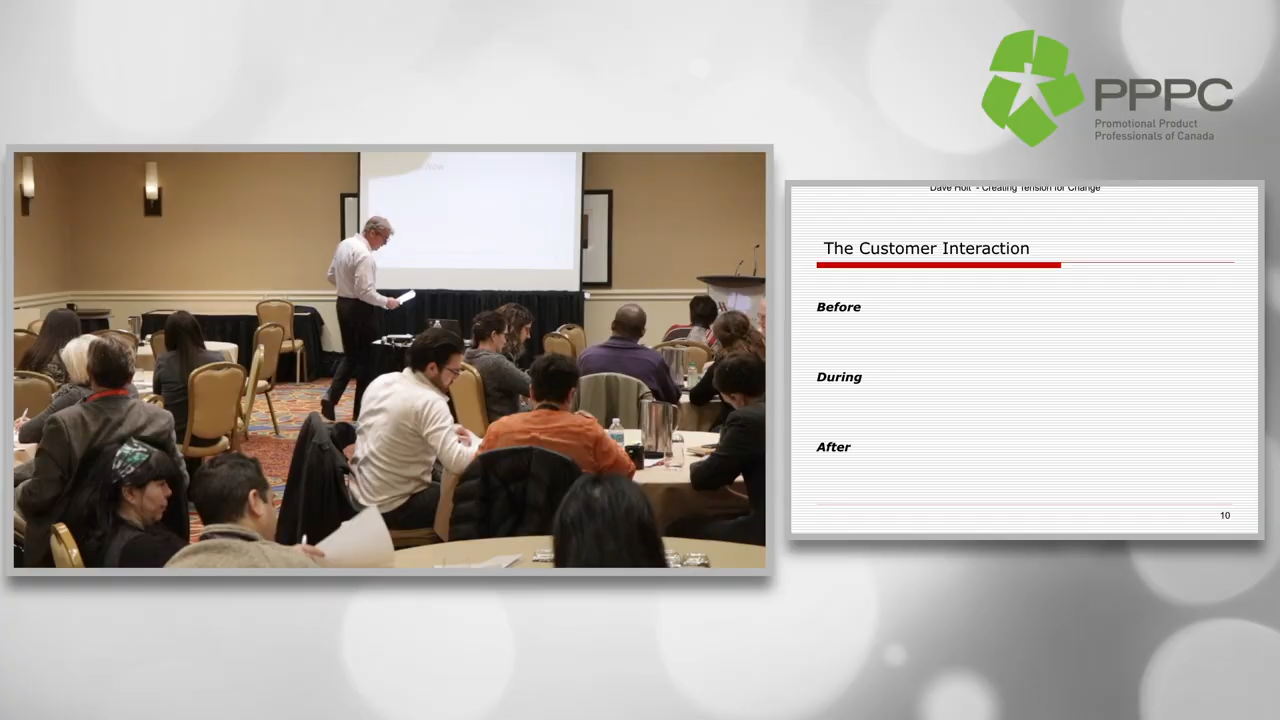 PPPC
Promotional Product
Professionals of Canada
Dave Holt - Creating Tension for Change
The Customer Interaction
Before
During
After
10